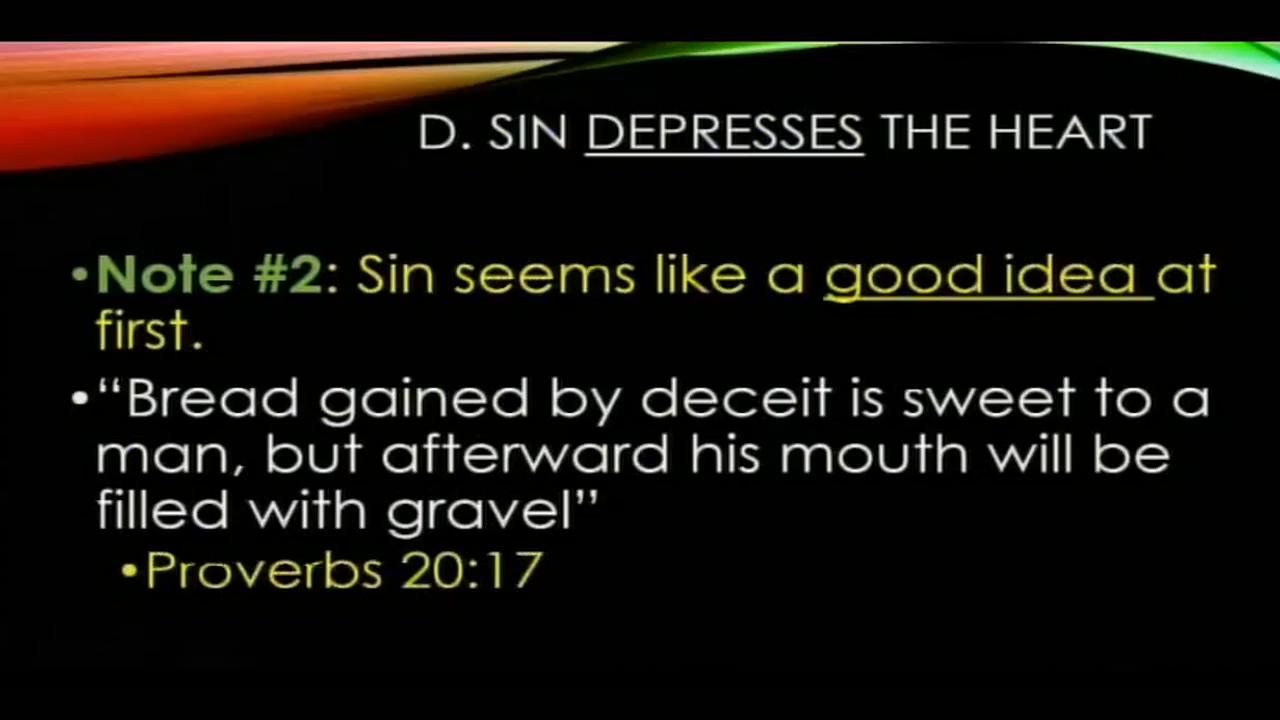 D. SIN DEPRESSES THE HEART
•Note #2: Sin seems like a good idea at
first.
•“Bread gained by deceit is sweet to a
man, but afterward his mouth will be
filled with gravel”
•Proverbs 20:17